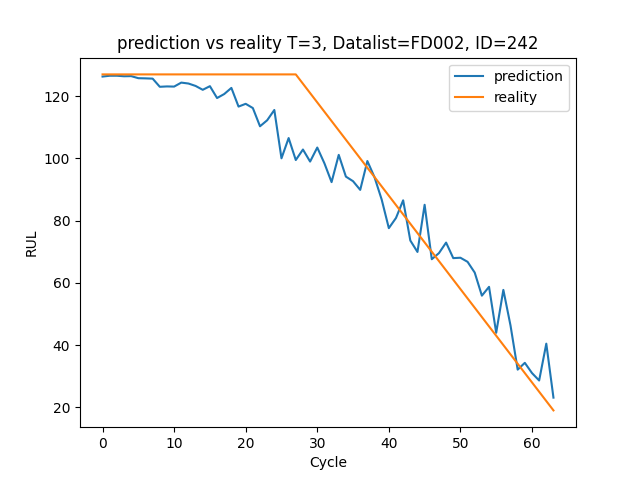 prediction vs reality T=3, Datalist=FD002, ID=242
prediction
reality
RUL
120
100
80
60
40
20
0 10 20 30 40 50 60
Cycle